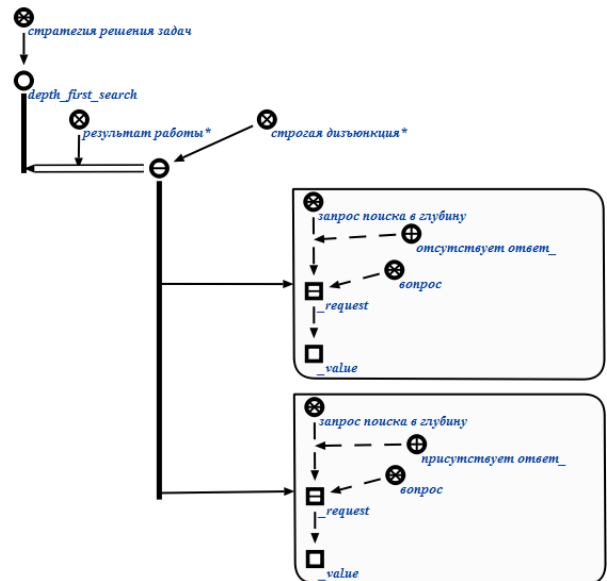 стратегия решения задач
depth_first_search
результат работы*
строгая дизъюнкция*
запрос поиска в глубину
отсутствует ответ_
вопрос
_request
_value
запрос поиска в глубину
присутствует ответ_
вопрос
_request
_value